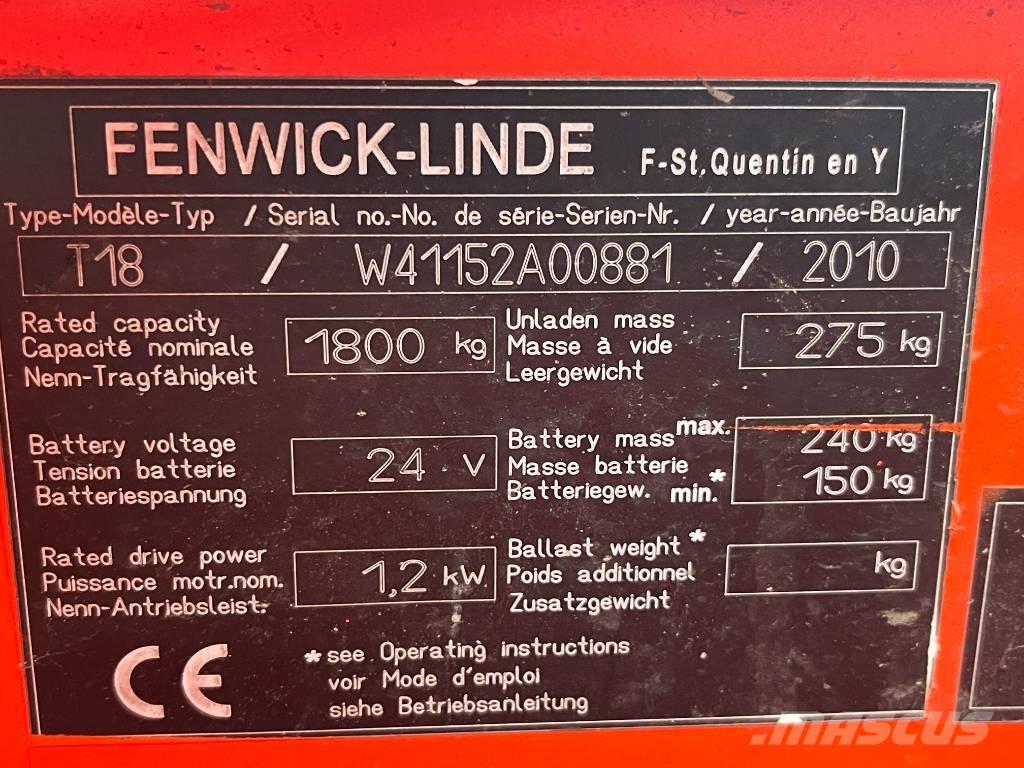 FENWICK-LINDE F-St.Quentin en Y
Type-Modèle-Typ / Serial no.-No. de série-Serien-Nr. / year-année-Baujahr
T18 / W41152A00881 / 2010
Rated capacity
Capacité nominale
Nenn-Tragfähigkeit
1800 kg
Unladen mass
Masse à vide
Leergewicht
275 kg
Battery voltage
Tension batterie
Batteriespannung
24 V
Battery mass max.
Masse batterie
Batteriegew. min.*
240 kg
150 kg
Rated drive power
Puissance motr.nom.
Nenn-Antriebsleist.
1,2 kW
Ballast weight *
Poids additionnel
Zusatzgewicht
kg
CE
* see Operating instructions
voir Mode d'emploi
siehe Betriebsanleitung
MASCUS